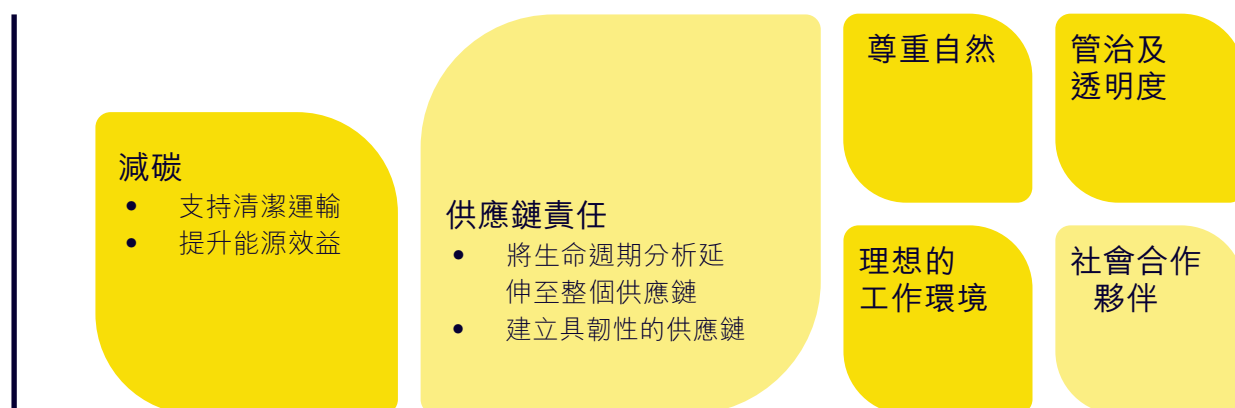 減碳
• 支持清潔運輸
• 提升能源效益
供應鏈責任
• 將生命週期分析延
伸至整個供應鏈
• 建立具韌性的供應鏈
尊重自然
管治及
透明度
理想的
工作環境
社會合作
夥伴